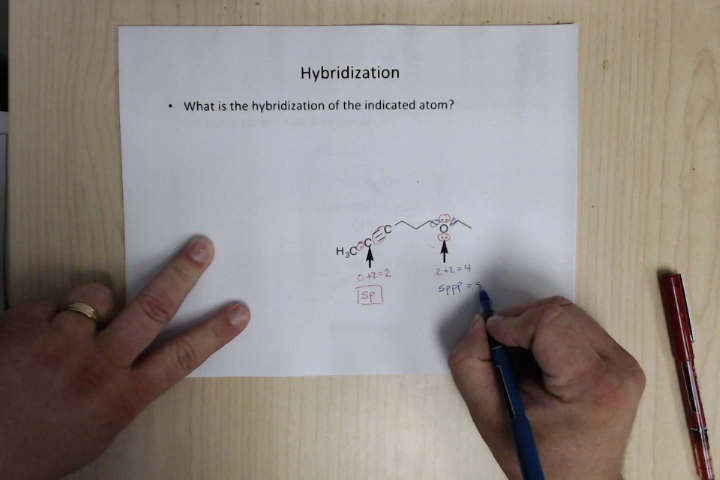 Hybridization
• What is the hybridization of the indicated atom?
H₃C C C O
0+2=2 2+2=4
sp sppp = s